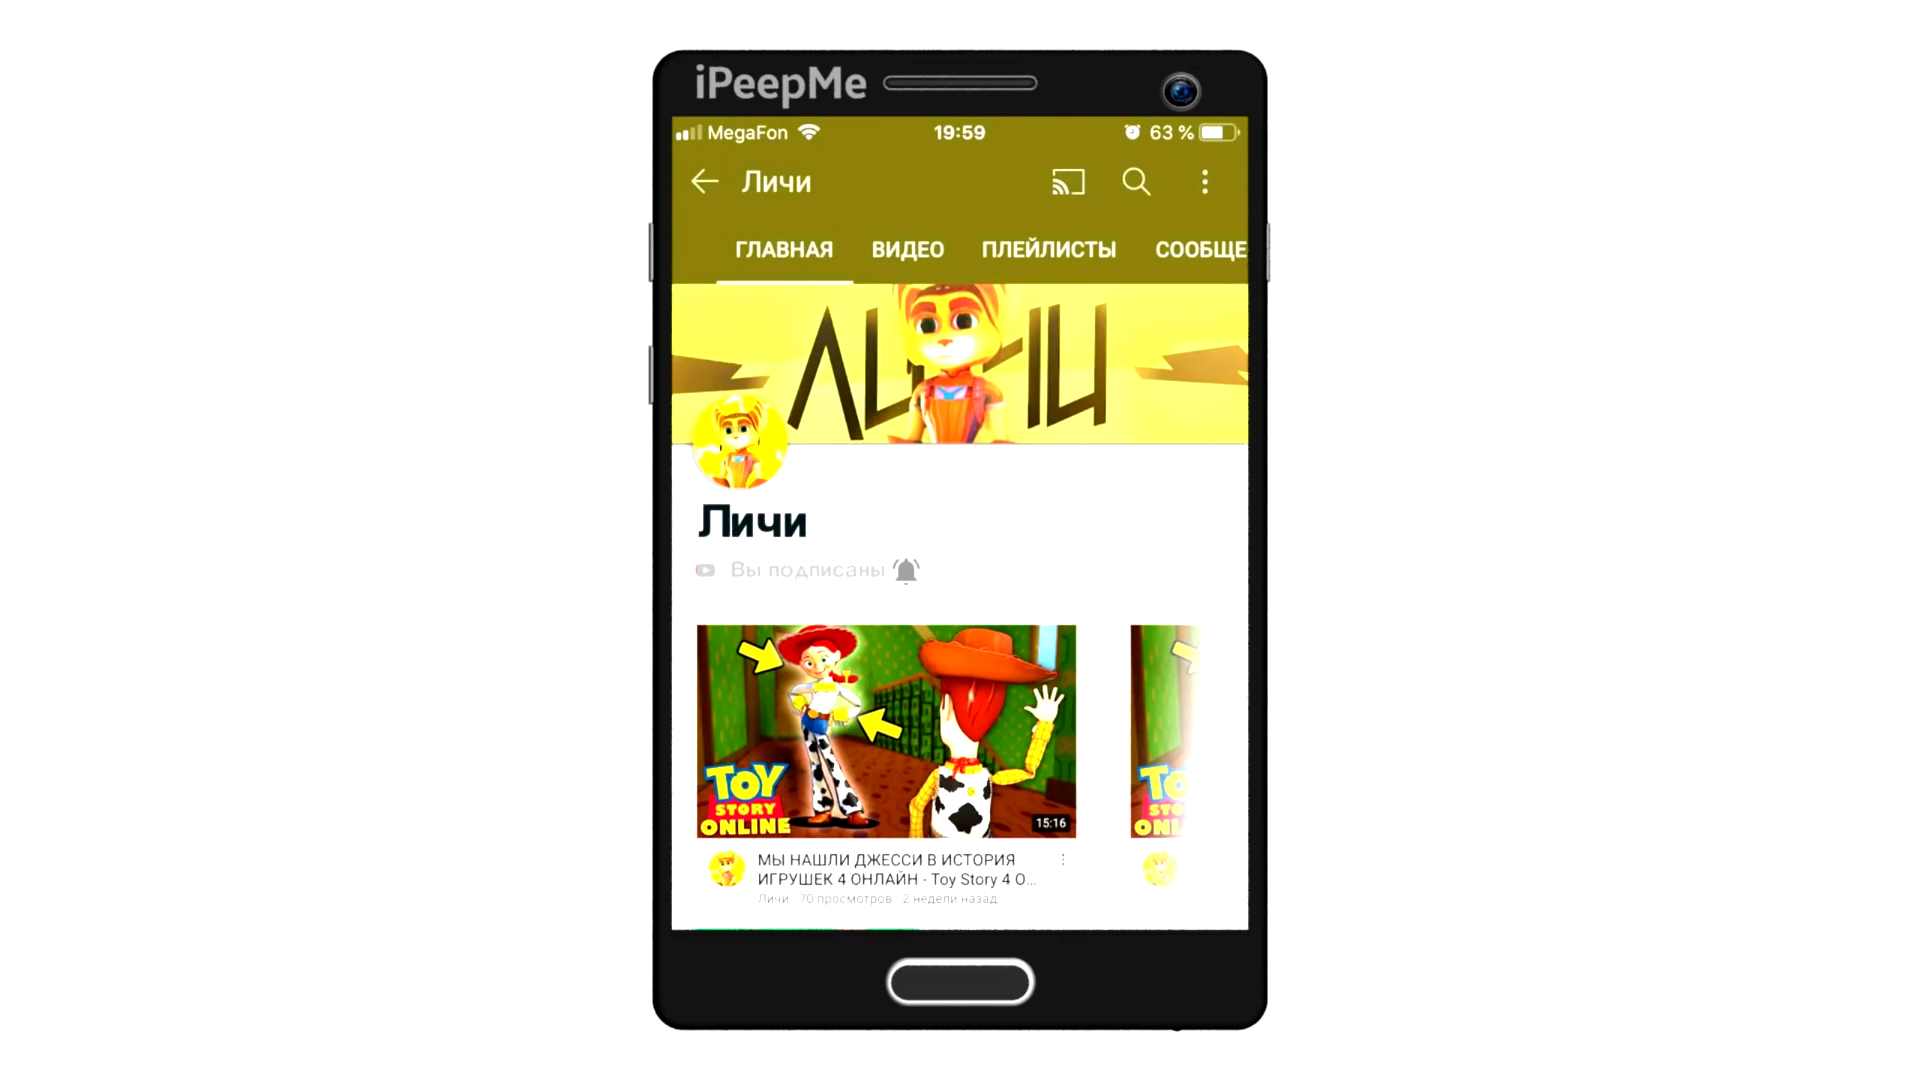 iPeepMe
MegaFon 19:59 63 %
Личи
ГЛАВНАЯ ВИДЕО ПЛЕЙЛИСТЫ СООБЩЕ
Личи
Вы подписаны
TOY
STORY
ONLINE
15:16
МЫ НАШЛИ ДЖЕССИ В ИСТОРИЯ
ИГРУШЕК 4 ОНЛАЙН - Toy Story 4 O...
Личи 70 просмотров 2 недели назад